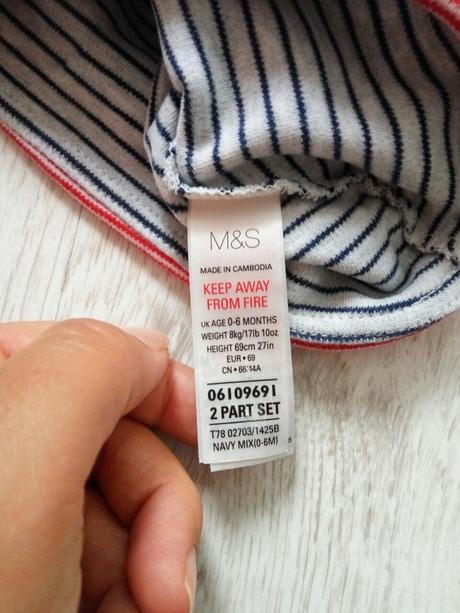 M&S
MADE IN CAMBODIA
KEEP AWAY
FROM FIRE
UK AGE 0-6 MONTHS
WEIGHT 8kg/17lb 10oz
HEIGHT 69cm 27in
EUR • 69
CN • 66/44A
06109691
2 PART SET
T78 02703/1425B
NAVY MIX(0-6M)